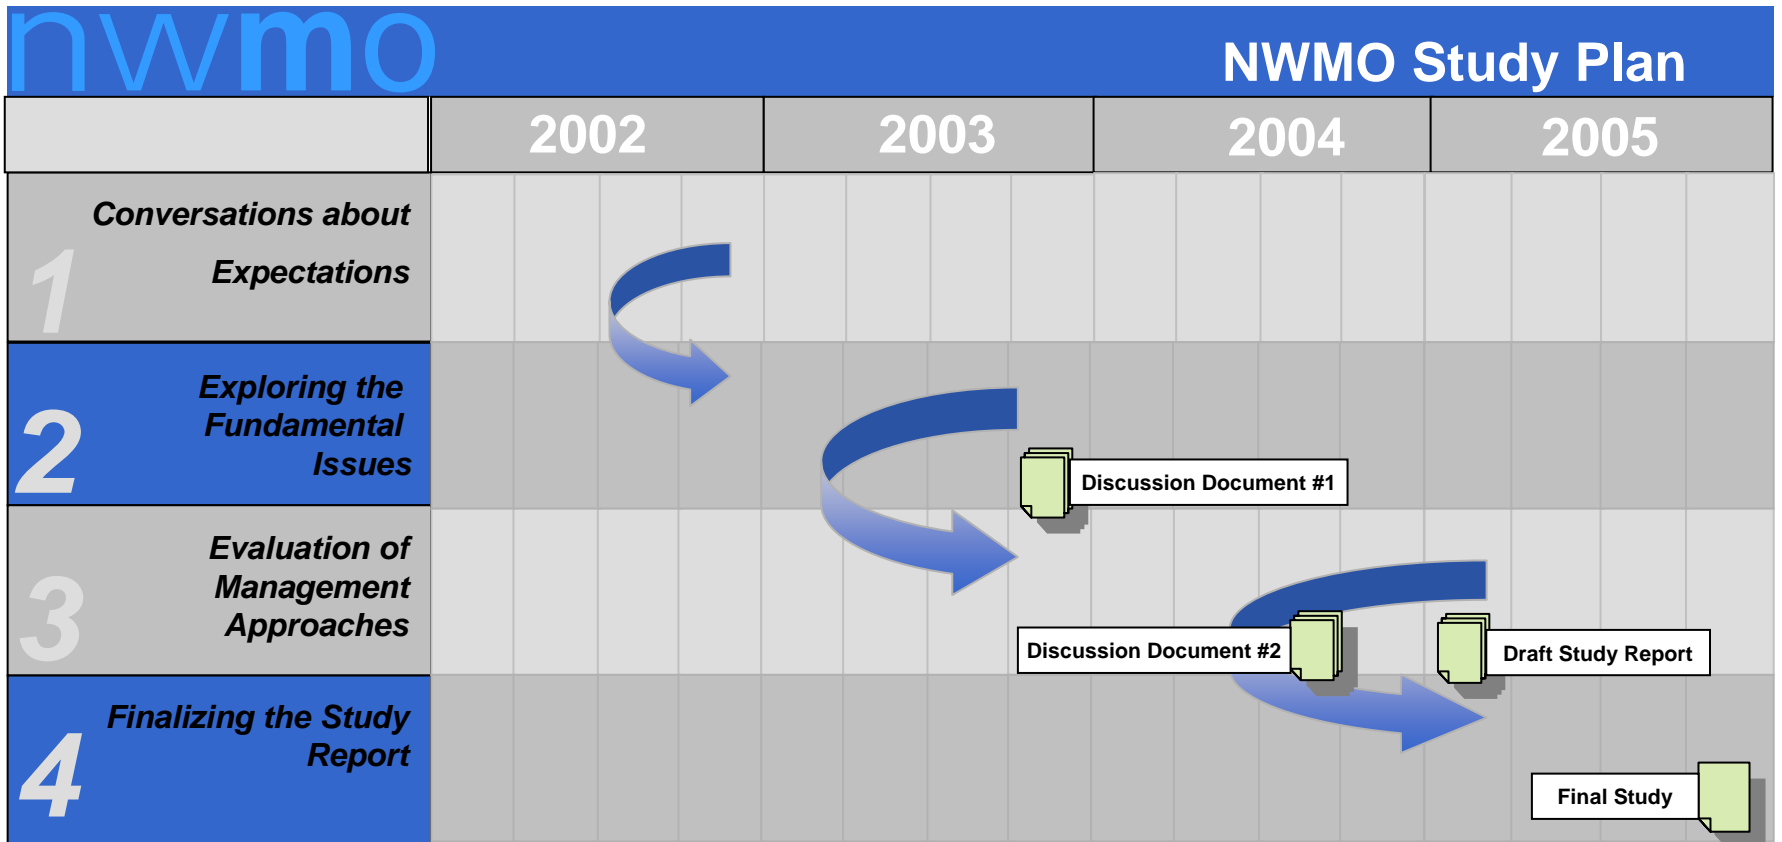 nwmo
NWMO Study Plan
2002
2003
2004
2005
1
Conversations about
Expectations
2
Exploring the
Fundamental
Issues
Discussion Document #1
3
Evaluation of
Management
Approaches
Discussion Document #2
Draft Study Report
4
Finalizing the Study
Report
Final Study